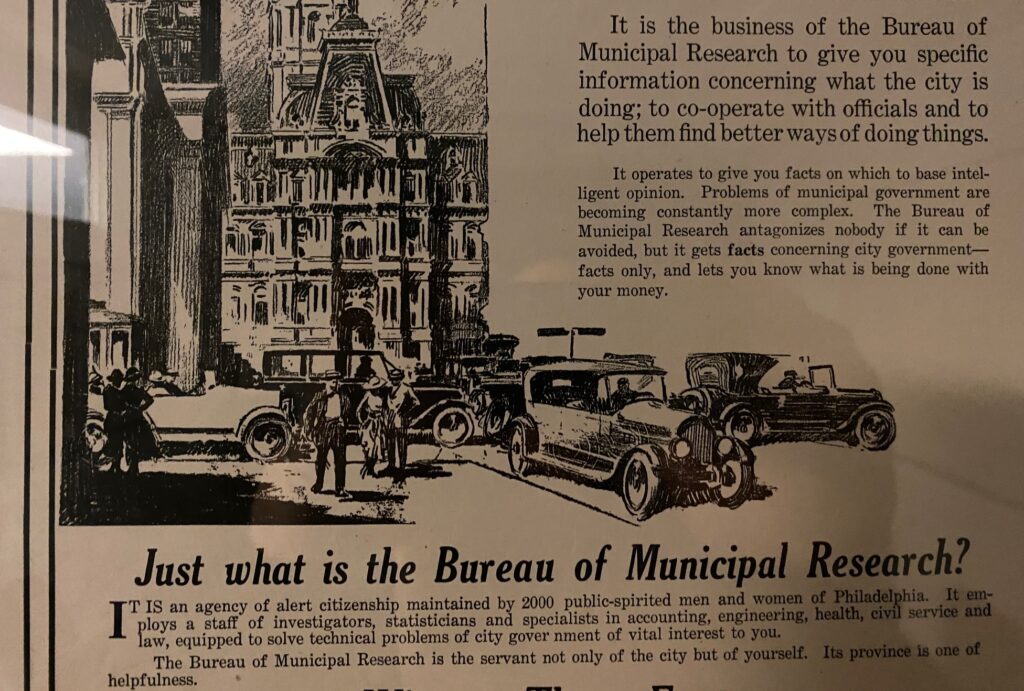 It is the business of the Bureau of
Municipal Research to give you specific
information concerning what the city is
doing; to co-operate with officials and to
help them find better ways of doing things.
It operates to give you facts on which to base intel-
ligent opinion. Problems of municipal government are
becoming constantly more complex. The Bureau of
Municipal Research antagonizes nobody if it can be
avoided, but it gets facts concerning city government—
facts only, and lets you know what is being done with
your money.
Just what is the Bureau of Municipal Research?
IT IS an agency of alert citizenship maintained by 2000 public-spirited men and women of Philadelphia. It em-
ploys a staff of investigators, statisticians and specialists in accounting, engineering, health, civil service and
law, equipped to solve technical problems of city gover nment of vital interest to you.
The Bureau of Municipal Research is the servant not only of the city but of yourself. Its province is one of
helpfulness.